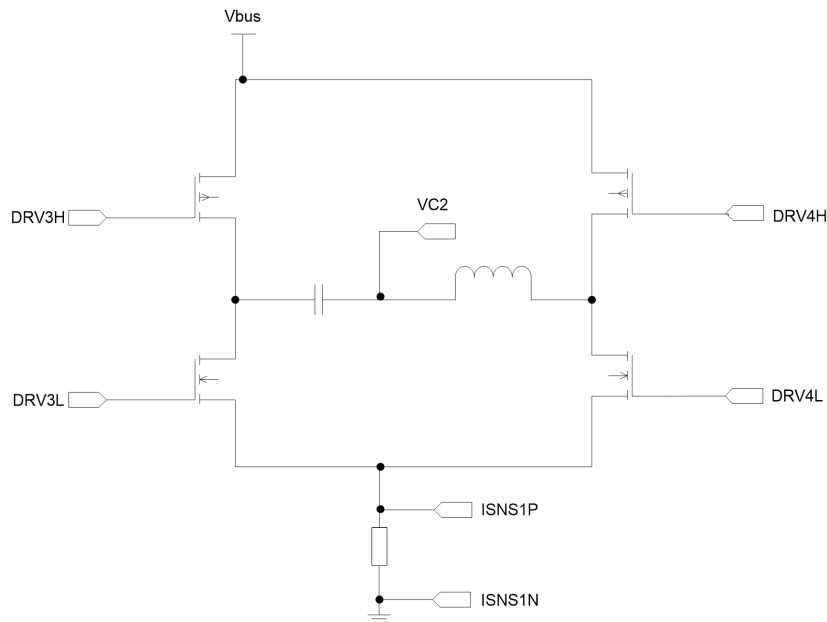 Vbus
DRV3H
VC2
DRV4H
DRV3L
DRV4L
ISNS1P
ISNS1N